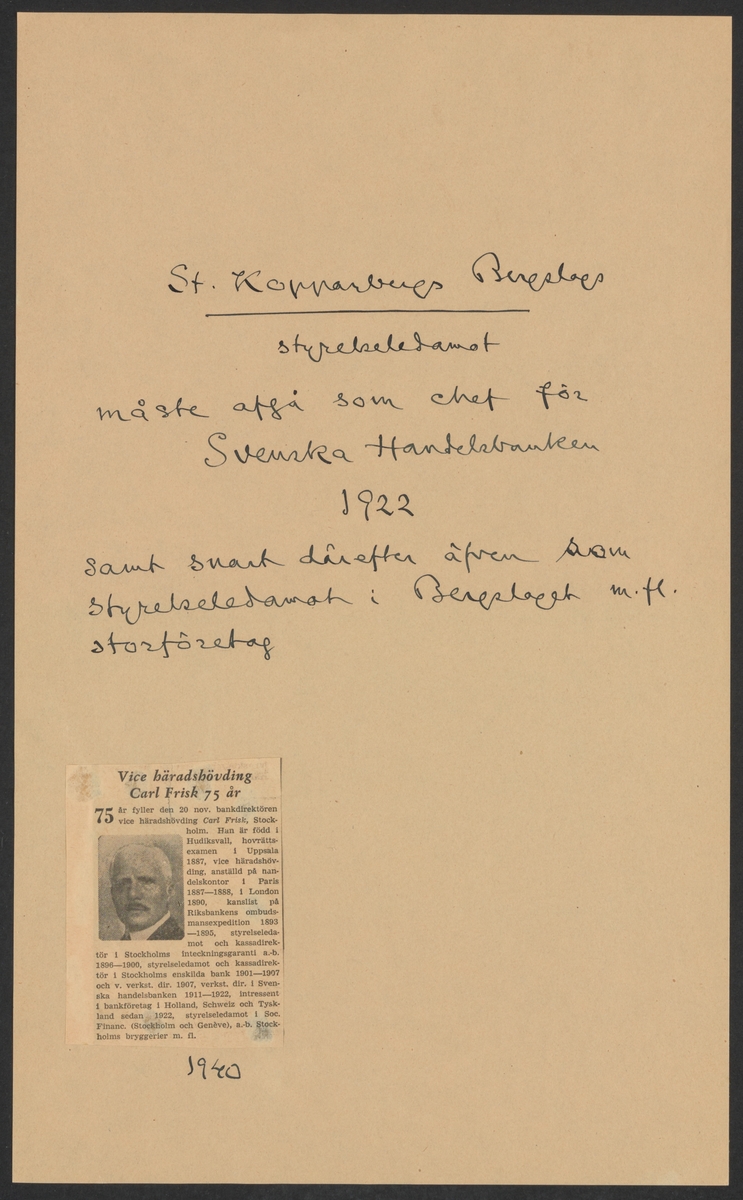 St. Kopparbergs Bergslags
styrelseledamot
måste afgå som chef för
Svenska Handelsbanken
1922
samt snart därefter äfven som
styrelseledamot i Bergslaget m.fl.
storföretag
Vice häradshövding
Carl Frisk 75 år
75 år fyller den 20 nov. bankdirektören
vice häradshövding Carl Frisk, Stock-
holm. Han är född i
Hudiksvall, hovrätts-
examen i Uppsala
1887, vice häradshöv-
ding, anställd på han-
delskontor i Paris
1887—1888, i London
1890, kanslist på
Riksbankens ombuds-
mansexpedition 1893
—1895, styrelseleda-
mot och kassadirek-
tör i Stockholms inteckningsgaranti a.-b.
1896—1900, styrelseledamot och kassadirek-
tör i Stockholms enskilda bank 1901—1907
och v. verkst. dir. 1907, verkst. dir. i Sven-
ska handelsbanken 1911—1922, intressent
i bankföretag i Holland, Schweiz och Tysk-
land sedan 1922, styrelseledamot i Soc.
Financ. (Stockholm och Genève), a.-b. Stock-
holms bryggerier m. fl.
1940